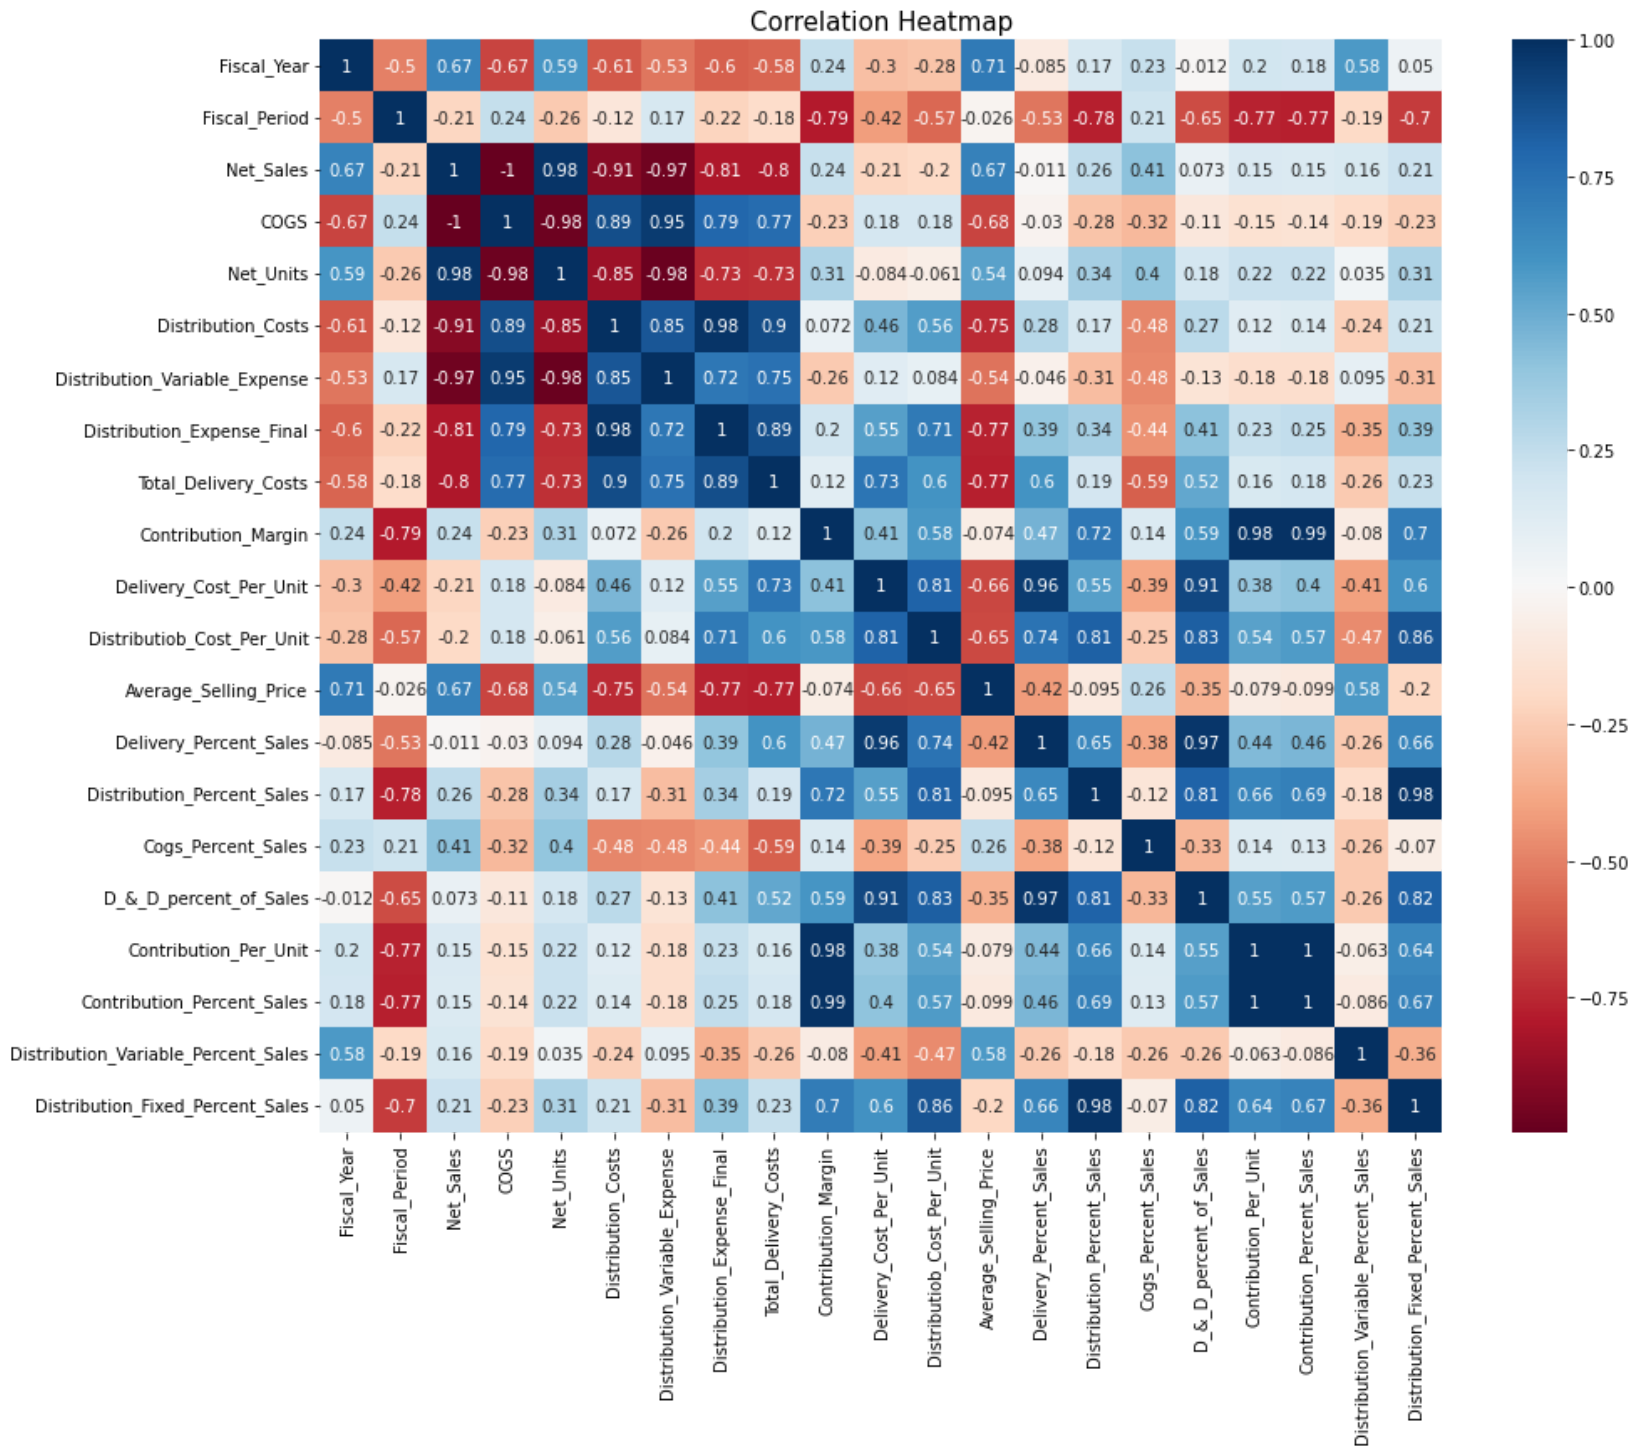 Correlation Heatmap
Fiscal_Year 1 -0.5 0.67 -0.67 0.59 -0.61 -0.53 -0.6 -0.58 0.24 -0.3 -0.28 0.71 -0.085 0.17 0.23 -0.012 0.2 0.18 0.58 0.05
Fiscal_Period -0.5 1 -0.21 0.24 -0.26 -0.12 0.17 -0.22 -0.18 -0.79 -0.42 -0.57 -0.026 -0.53 -0.78 0.21 -0.65 -0.77 -0.77 -0.19 -0.7
Net_Sales 0.67 -0.21 1 -1 0.98 -0.91 -0.97 -0.81 -0.8 0.24 -0.21 -0.2 0.67 -0.011 0.26 0.41 0.073 0.15 0.15 0.16 0.21
COGS -0.67 0.24 -1 1 -0.98 0.89 0.95 0.79 0.77 -0.23 0.18 0.18 -0.68 -0.03 -0.28 -0.32 -0.11 -0.15 -0.14 -0.19 -0.23
Net_Units 0.59 -0.26 0.98 -0.98 1 -0.85 -0.98 -0.73 -0.73 0.31 -0.084 -0.061 0.54 0.094 0.34 0.4 0.18 0.22 0.22 0.035 0.31
Distribution_Costs -0.61 -0.12 -0.91 0.89 -0.85 1 0.85 0.98 0.9 0.072 0.46 0.56 -0.75 0.28 0.17 -0.48 0.27 0.12 0.14 -0.24 0.21
Distribution_Variable_Expense -0.53 0.17 -0.97 0.95 -0.98 0.85 1 0.72 0.75 -0.26 0.12 0.084 -0.54 -0.046 -0.31 -0.48 -0.13 -0.18 -0.18 0.095 -0.31
Distribution_Expense_Final -0.6 -0.22 -0.81 0.79 -0.73 0.98 0.72 1 0.89 0.2 0.55 0.71 -0.77 0.39 0.34 -0.44 0.41 0.23 0.25 -0.35 0.39
Total_Delivery_Costs -0.58 -0.18 -0.8 0.77 -0.73 0.9 0.75 0.89 1 0.12 0.73 0.6 -0.77 0.6 0.19 -0.59 0.52 0.16 0.18 -0.26 0.23
Contribution_Margin 0.24 -0.79 0.24 -0.23 0.31 0.072 -0.26 0.2 0.12 1 0.41 0.58 -0.074 0.47 0.72 0.14 0.59 0.98 0.99 -0.08 0.7
Delivery_Cost_Per_Unit -0.3 -0.42 -0.21 0.18 -0.084 0.46 0.12 0.55 0.73 0.41 1 0.81 -0.66 0.96 0.55 -0.39 0.91 0.38 0.4 -0.41 0.6
Distributiob_Cost_Per_Unit -0.28 -0.57 -0.2 0.18 -0.061 0.56 0.084 0.71 0.6 0.58 0.81 1 -0.65 0.74 0.81 -0.25 0.83 0.54 0.57 -0.47 0.86
Average_Selling_Price 0.71 -0.026 0.67 -0.68 0.54 -0.75 -0.54 -0.77 -0.77 -0.074 -0.66 -0.65 1 -0.42 -0.095 0.26 -0.35 -0.079 -0.099 0.58 -0.2
Delivery_Percent_Sales -0.085 -0.53 -0.011 -0.03 0.094 0.28 -0.046 0.39 0.6 0.47 0.96 0.74 -0.42 1 0.65 -0.38 0.97 0.44 0.46 -0.26 0.66
Distribution_Percent_Sales 0.17 -0.78 0.26 -0.28 0.34 0.17 -0.31 0.34 0.19 0.72 0.55 0.81 -0.095 0.65 1 -0.12 0.81 0.66 0.69 -0.18 0.98
Cogs_Percent_Sales 0.23 0.21 0.41 -0.32 0.4 -0.48 -0.48 -0.44 -0.59 0.14 -0.39 -0.25 0.26 -0.38 -0.12 1 -0.33 0.14 0.13 -0.26 -0.07
D_&_D_percent_of_Sales -0.012 -0.65 0.073 -0.11 0.18 0.27 -0.13 0.41 0.52 0.59 0.91 0.83 -0.35 0.97 0.81 -0.33 1 0.55 0.57 -0.26 0.82
Contribution_Per_Unit 0.2 -0.77 0.15 -0.15 0.22 0.12 -0.18 0.23 0.16 0.98 0.38 0.54 -0.079 0.44 0.66 0.14 0.55 1 1 -0.063 0.64
Contribution_Percent_Sales 0.18 -0.77 0.15 -0.14 0.22 0.14 -0.18 0.25 0.18 0.99 0.4 0.57 -0.099 0.46 0.69 0.13 0.57 1 1 -0.086 0.67
Distribution_Variable_Percent_Sales 0.58 -0.19 0.16 -0.19 0.035 -0.24 0.095 -0.35 -0.26 -0.08 -0.41 -0.47 0.58 -0.26 -0.18 -0.26 -0.26 -0.063 -0.086 1 -0.36
Distribution_Fixed_Percent_Sales 0.05 -0.7 0.21 -0.23 0.31 0.21 -0.31 0.39 0.23 0.7 0.6 0.86 -0.2 0.66 0.98 -0.07 0.82 0.64 0.67 -0.36 1
Fiscal_Year
Fiscal_Period
Net_Sales
COGS
Net_Units
Distribution_Costs
Distribution_Variable_Expense
Distribution_Expense_Final
Total_Delivery_Costs
Contribution_Margin
Delivery_Cost_Per_Unit
Distributiob_Cost_Per_Unit
Average_Selling_Price
Delivery_Percent_Sales
Distribution_Percent_Sales
Cogs_Percent_Sales
D_&_D_percent_of_Sales
Contribution_Per_Unit
Contribution_Percent_Sales
Distribution_Variable_Percent_Sales
Distribution_Fixed_Percent_Sales
1.00
0.75
0.50
0.25
0.00
−0.25
−0.50
−0.75